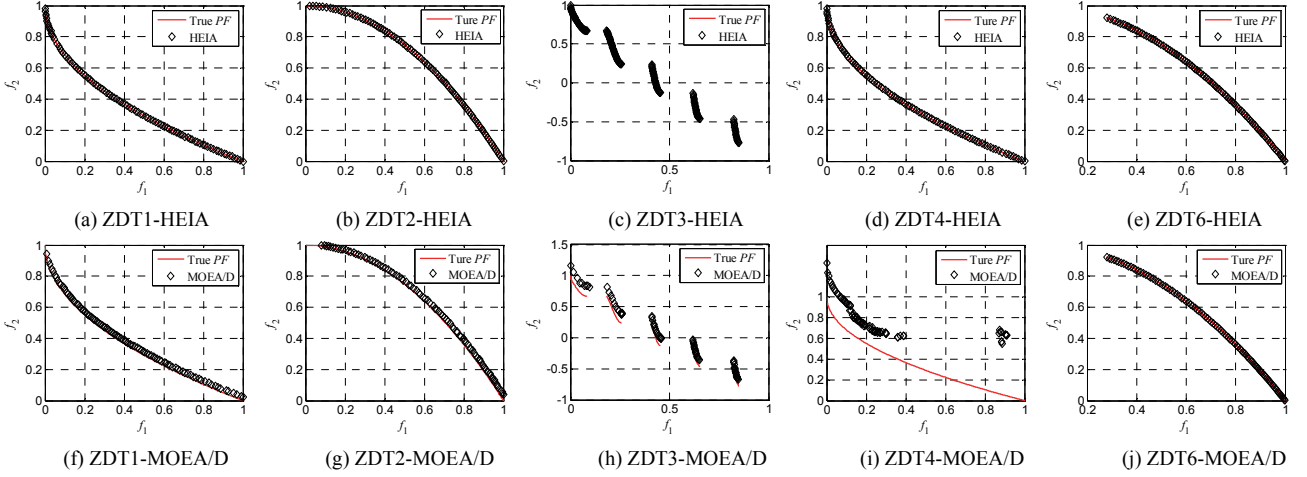 1
0.8
0.6
0.4
0.2
0
f2
0
0.2
0.4
0.6
0.8
1
f1
True PF
HEIA
(a) ZDT1-HEIA
1
0.8
0.6
0.4
0.2
0
f2
0
0.2
0.4
0.6
0.8
1
f1
Ture PF
HEIA
(b) ZDT2-HEIA
1
0.5
0
-0.5
-1
f2
0
0.5
1
f1
Ture PF
HEIA
(c) ZDT3-HEIA
1
0.8
0.6
0.4
0.2
0
f2
0
0.2
0.4
0.6
0.8
1
f1
Ture PF
HEIA
(d) ZDT4-HEIA
1
0.8
0.6
0.4
0.2
0
f2
0.2
0.4
0.6
0.8
1
f1
Ture PF
HEIA
(e) ZDT6-HEIA
1
0.8
0.6
0.4
0.2
0
f2
0
0.2
0.4
0.6
0.8
1
f1
True PF
MOEA/D
(f) ZDT1-MOEA/D
1
0.8
0.6
0.4
0.2
0
f2
0
0.2
0.4
0.6
0.8
1
f1
Ture PF
MOEA/D
(g) ZDT2-MOEA/D
1.5
1
0.5
0
-0.5
-1
f2
0
0.5
1
f1
Ture PF
MOEA/D
(h) ZDT3-MOEA/D
1
0.8
0.6
0.4
0.2
0
f2
0
0.2
0.4
0.6
0.8
1
f1
Ture PF
MOEA/D
(i) ZDT4-MOEA/D
1
0.8
0.6
0.4
0.2
0
f2
0.2
0.4
0.6
0.8
1
f1
Ture PF
MOEA/D
(j) ZDT6-MOEA/D